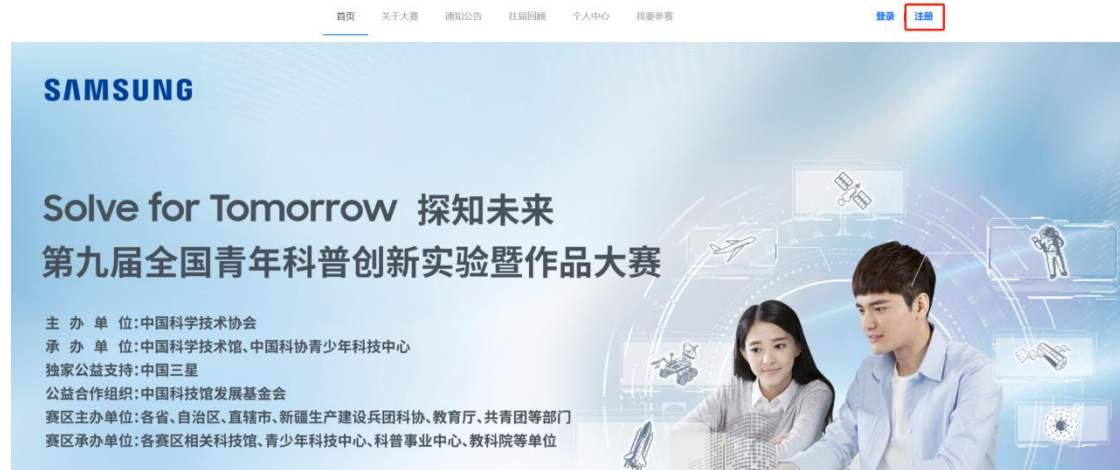 首页 关于大赛 通知公告 往届回顾 个人中心 我要参赛 登录 注册
SAMSUNG
Solve for Tomorrow 探知未来
第九届全国青年科普创新实验暨作品大赛
主 办 单 位:中国科学技术协会
承 办 单 位:中国科学技术馆、中国科协青少年科技中心
独家公益支持:中国三星
公益合作组织:中国科技馆发展基金会
赛区主办单位:各省、自治区、直辖市、新疆生产建设兵团科协、教育厅、共青团等部门
赛区承办单位:各赛区相关科技馆、青少年科技中心、科普事业中心、教科院等单位